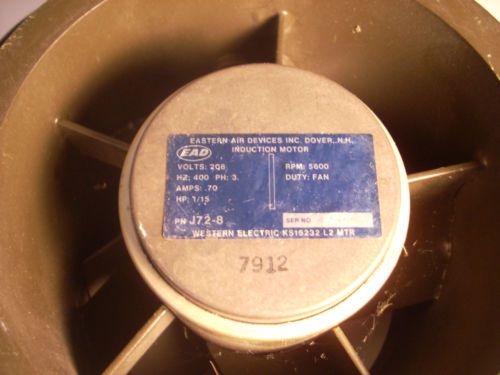 EASTERN AIR DEVICES INC. DOVER, N.H.
EAD INDUCTION MOTOR
VOLTS: 208 RPM: 5600
HZ: 400 PH: 3. DUTY: FAN
AMPS: .70
HP: 1/15
PN J72-8 SER NO
WESTERN ELECTRIC KS16232 L2 MTR
7912